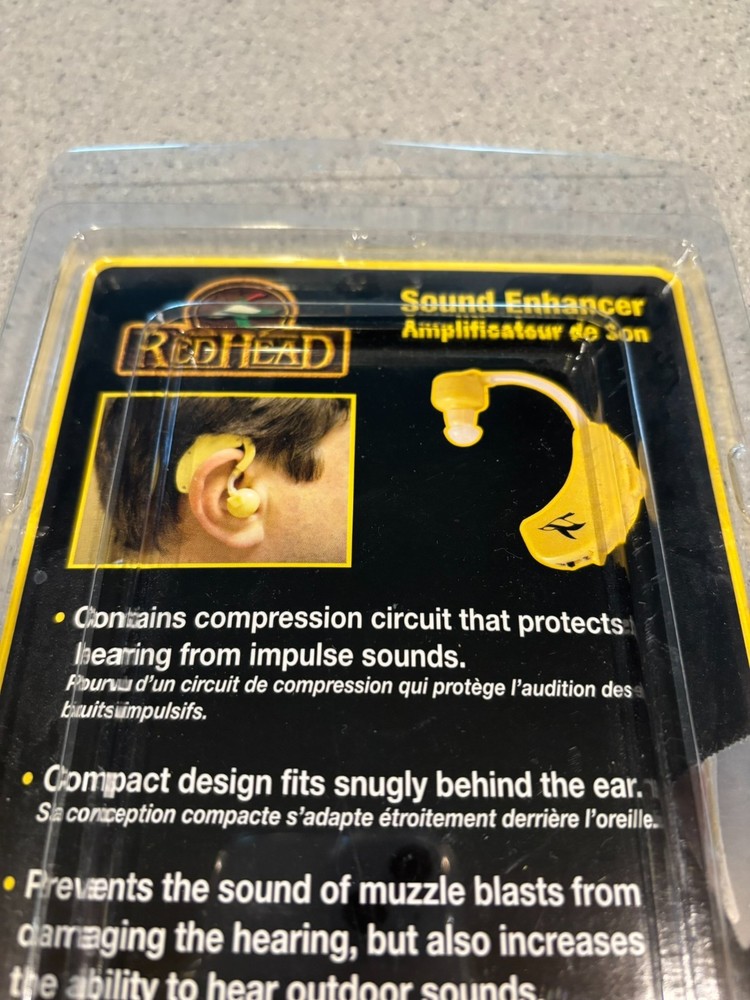 REDHEAD
Sound Enhancer
Amplificateur de Son
• Contains compression circuit that protects
hearing from impulse sounds.
Pourvu d'un circuit de compression qui protège l'audition des
bruits impulsifs.
• Compact design fits snugly behind the ear.
Sa conception compacte s'adapte étroitement derrière l'oreille.
• Prevents the sound of muzzle blasts from
damaging the hearing, but also increases
the ability to hear outdoor sounds.